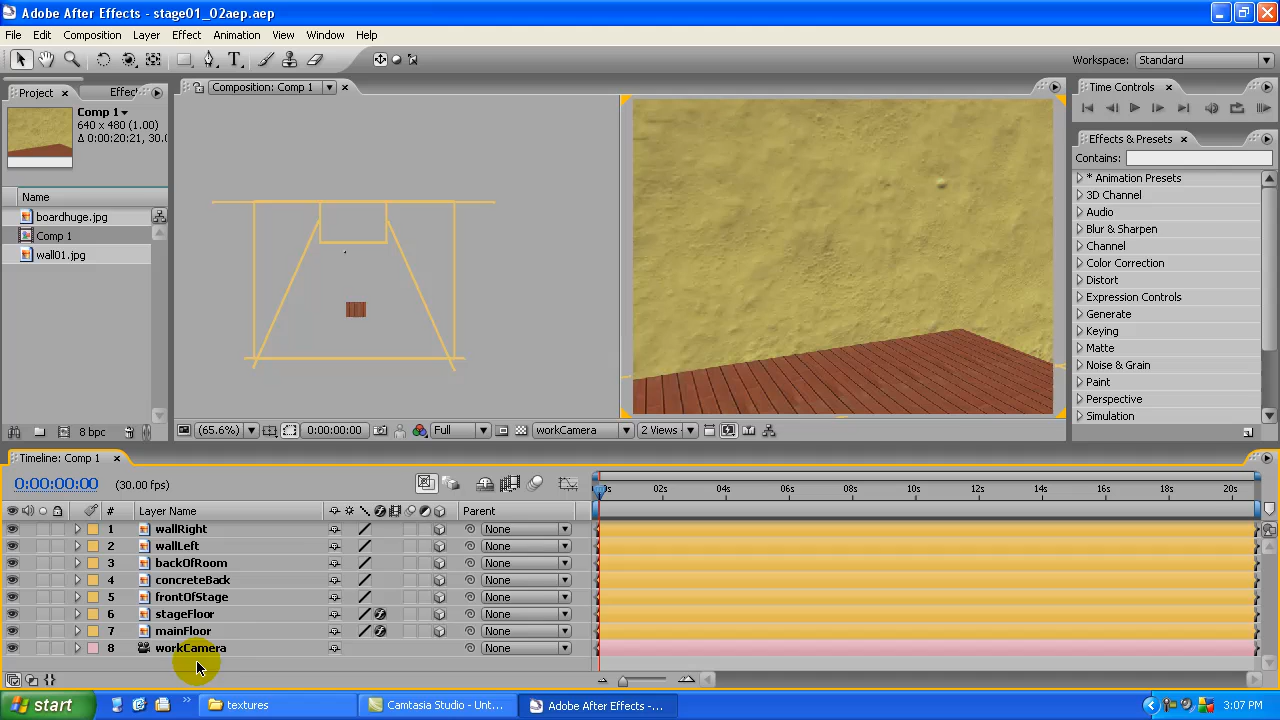 Adobe After Effects - stage01_02aep.aep
File Edit Composition Layer Effect Animation View Window Help
Workspace: Standard
Project
Effec
Composition: Comp 1
Time Controls
Comp 1
640 x 480 (1.00)
Δ 0:00:20:21, 30.0
Effects & Presets
Contains:
* Animation Presets
3D Channel
Audio
Blur & Sharpen
Channel
Color Correction
Distort
Expression Controls
Generate
Keying
Matte
Noise & Grain
Paint
Perspective
Simulation
Name
boardhuge.jpg
Comp 1
wall01.jpg
8 bpc
(65.6%) 0:00:00:00 Full workCamera 2 Views
Timeline: Comp 1
0:00:00:00 (30.00 fps)
0s 02s 04s 06s 08s 10s 12s 14s 16s 18s 20s
# Layer Name Parent
1 wallRight None
2 wallLeft None
3 backOfRoom None
4 concreteBack None
5 frontOfStage None
6 stageFloor None
7 mainFloor None
8 workCamera None
start textures Camtasia Studio - Unt... Adobe After Effects -... 3:07 PM